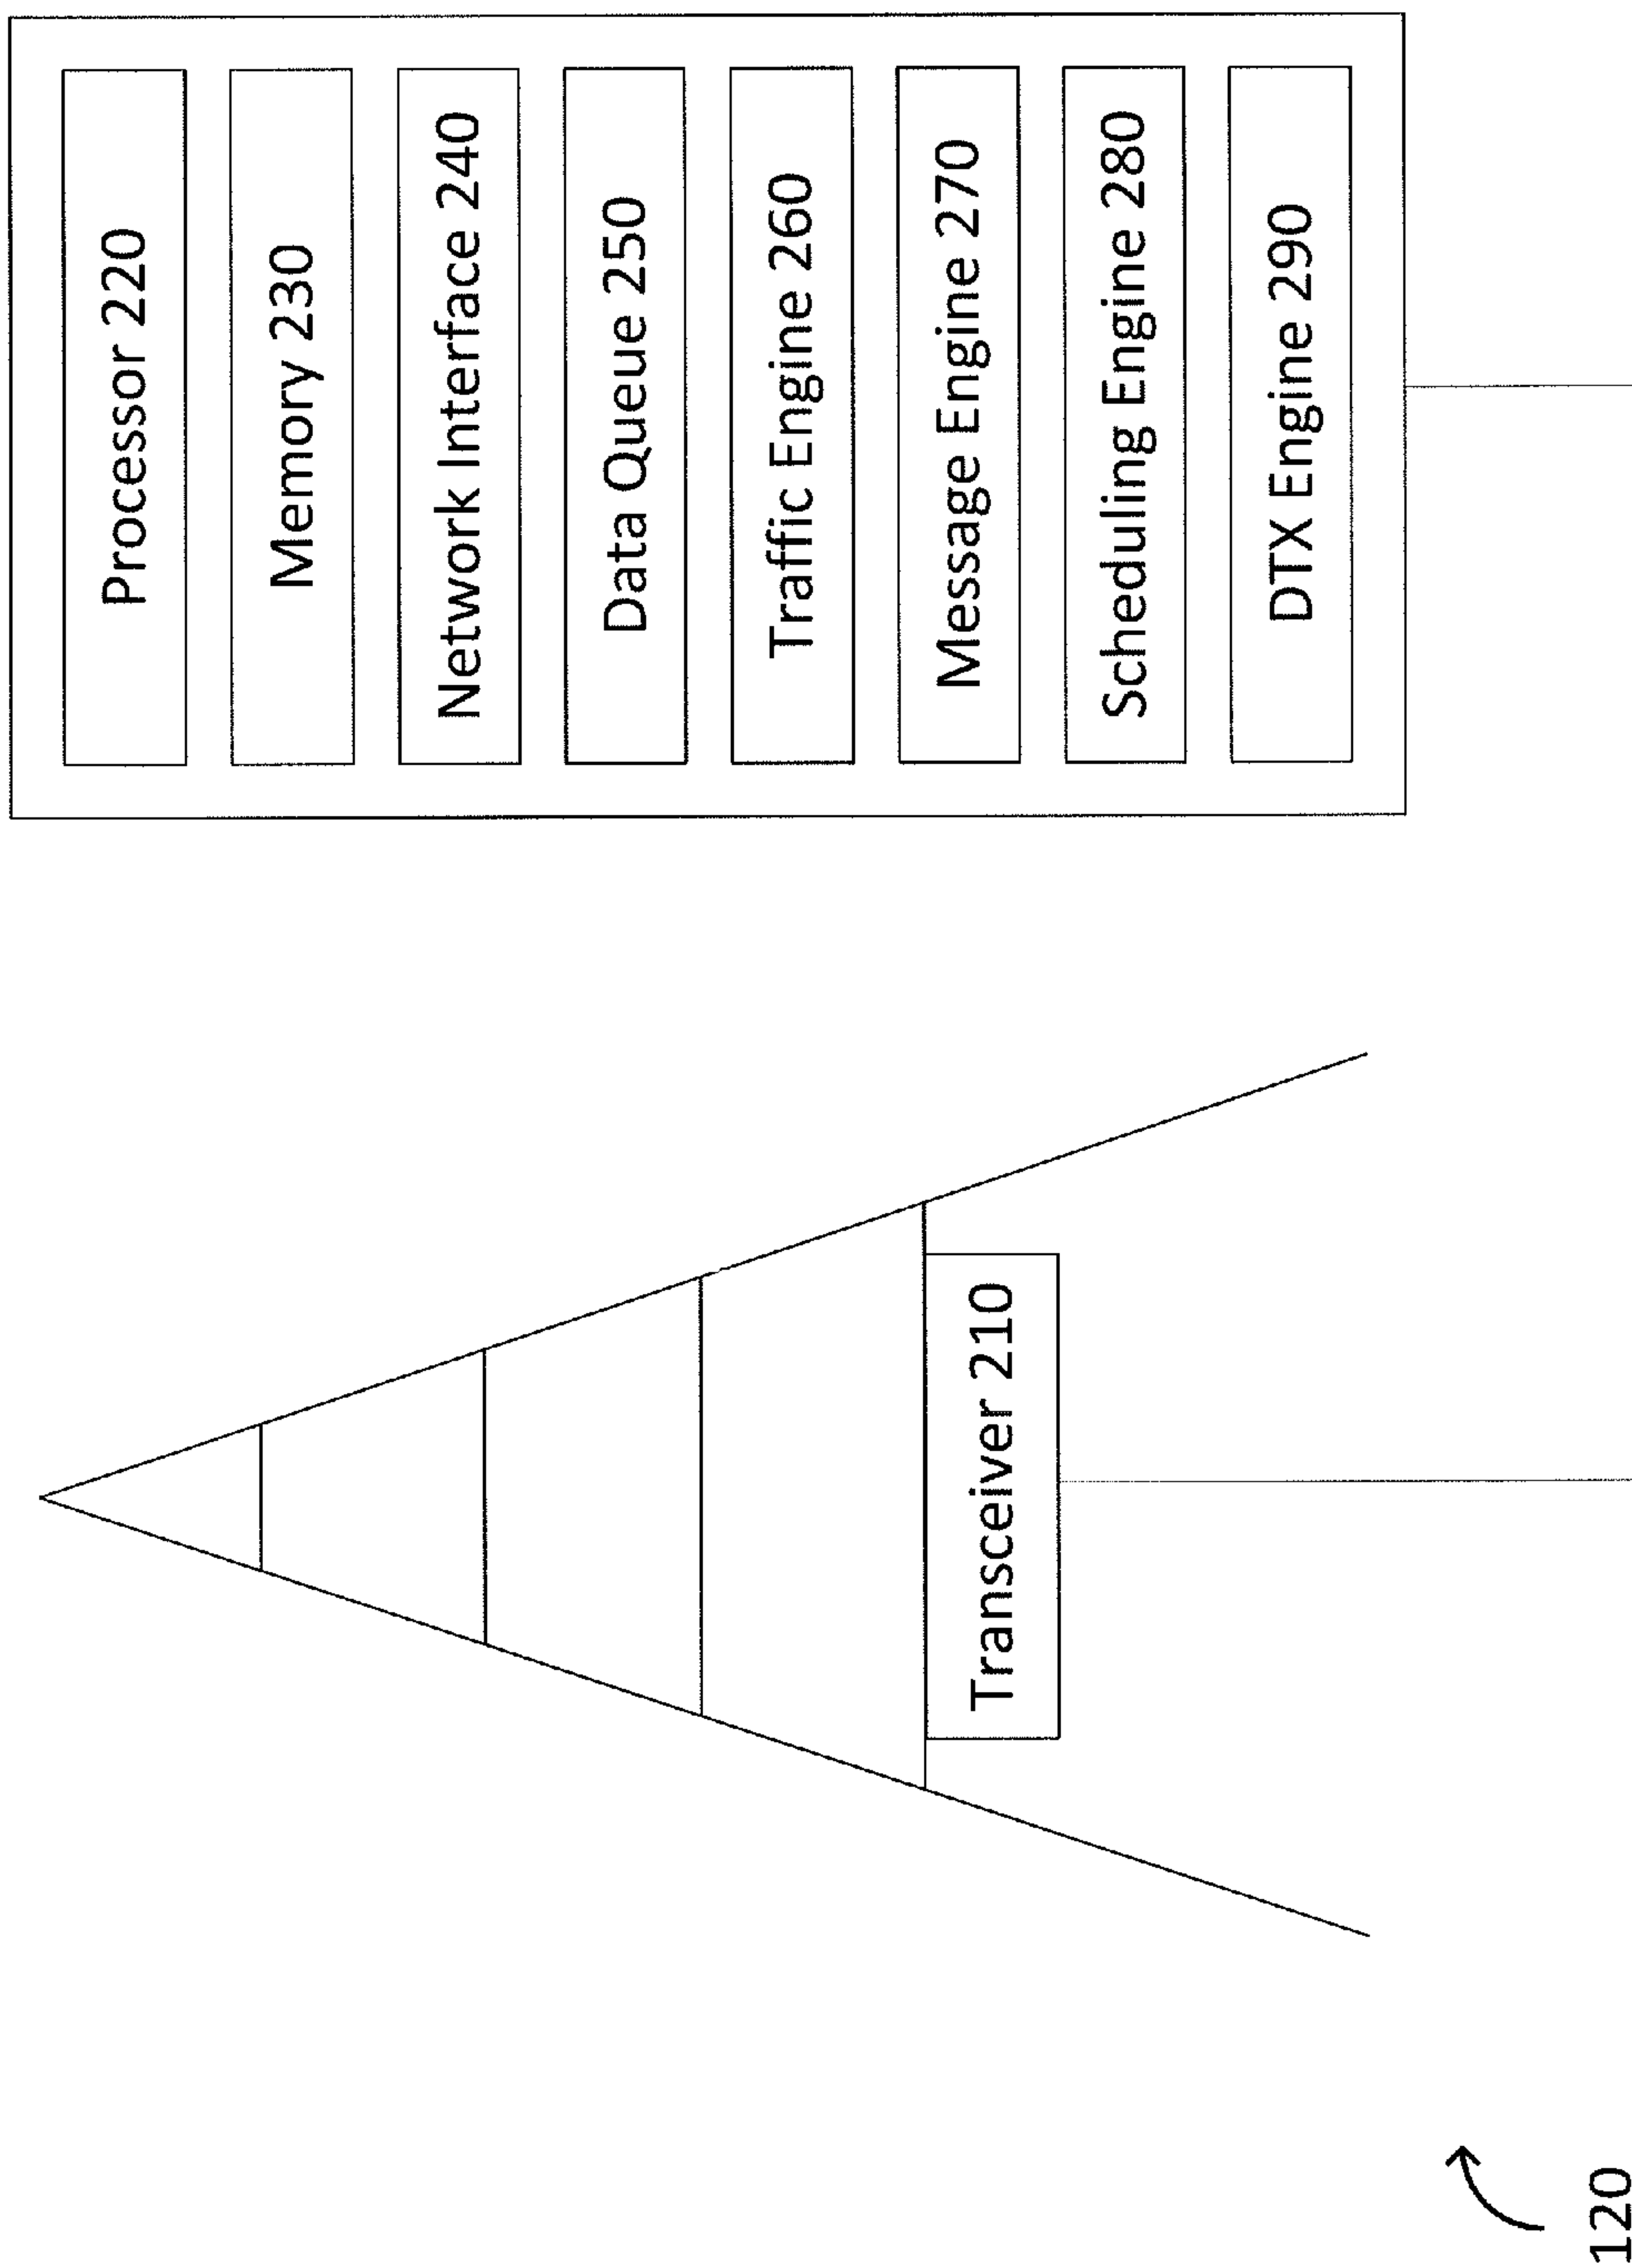 Processor 220
Memory 230
Network Interface 240
Data Queue 250
Traffic Engine 260
Message Engine 270
Scheduling Engine 280
DTX Engine 290
Transceiver 210
120